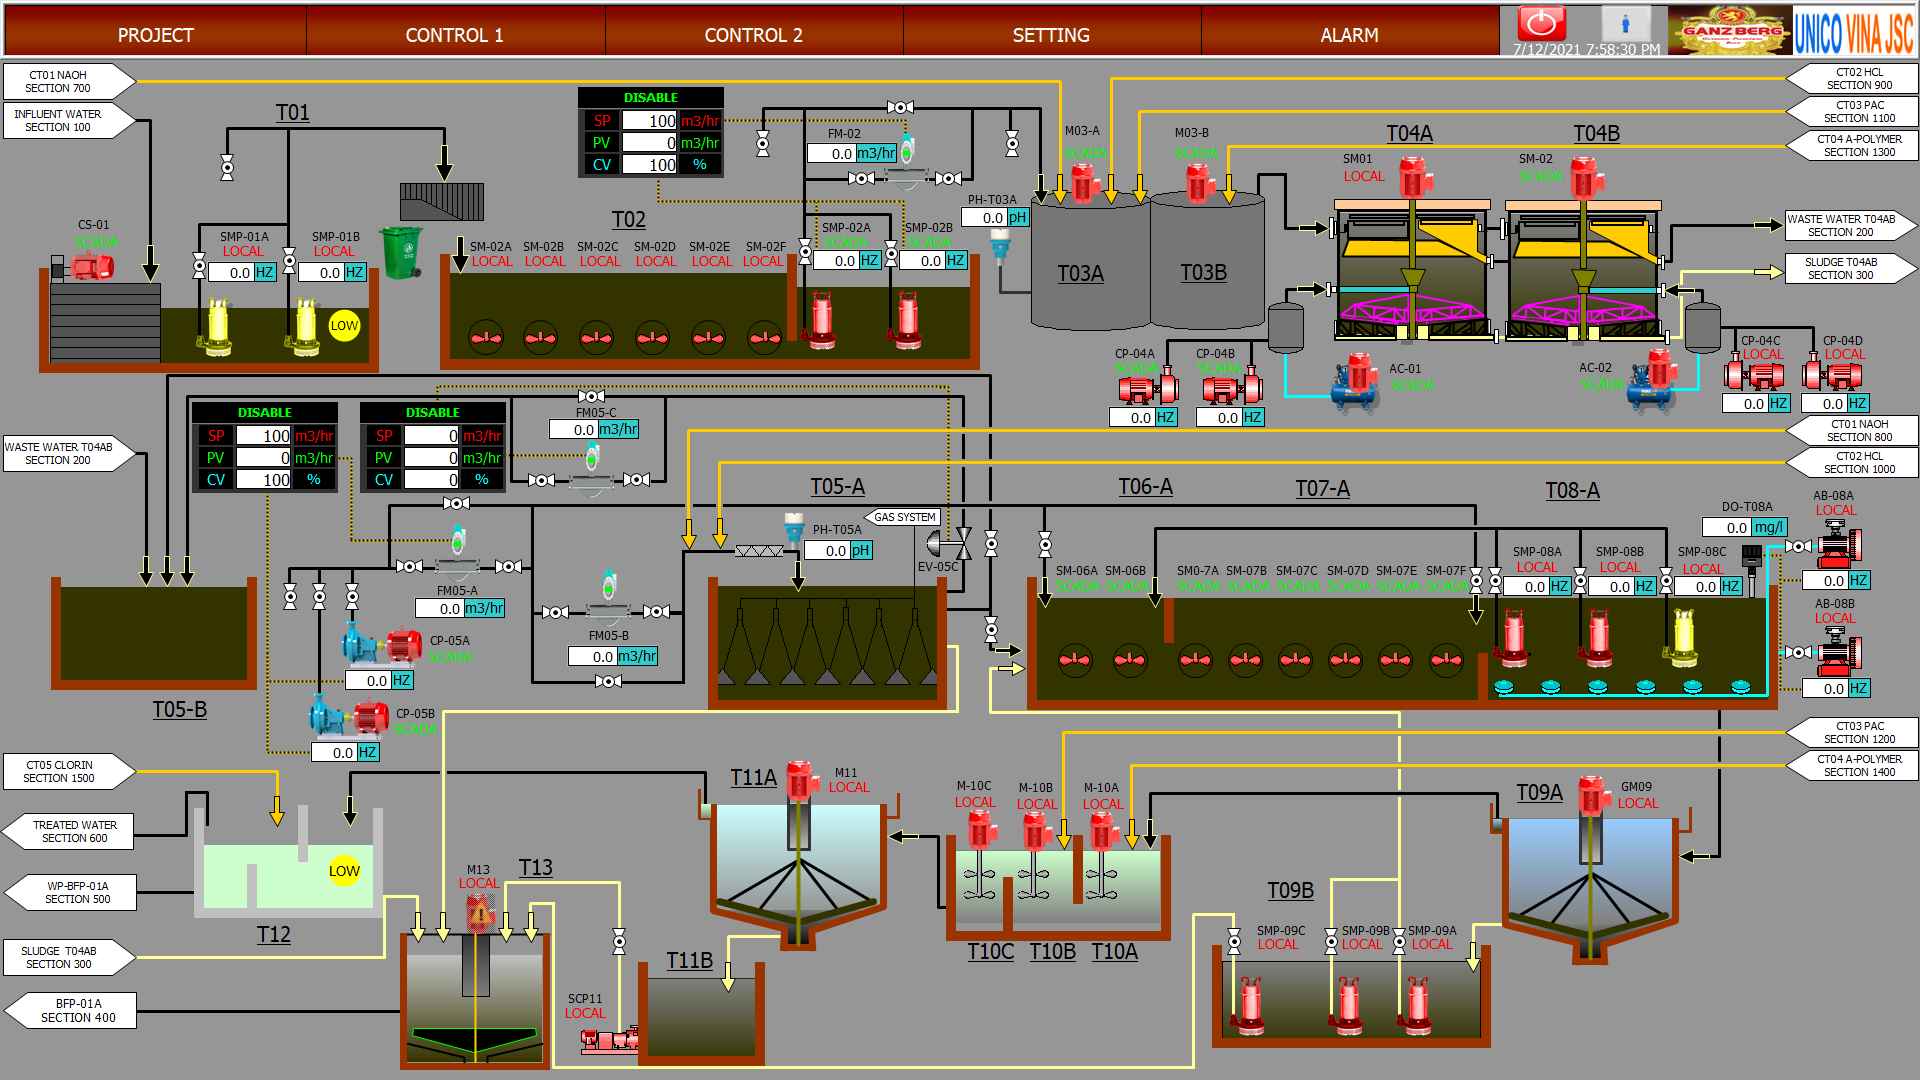 PROJECT
CONTROL 1
CONTROL 2
SETTING
ALARM
7/12/2021 7:58:30 PM
GANZBERG
German Premium
UNICO VINA JSC
CT01 NAOH
SECTION 700
INFLUENT WATER
SECTION 100
T01
DISABLE
SP 100 m3/hr
PV 0 m3/hr
CV 100 %
FM-02
0.0 m3/hr
M03-A
SCADA
M03-B
SCADA
T04A
T04B
SM01
LOCAL
SM-02
SCADA
CT02 HCL
SECTION 900
CT03 PAC
SECTION 1100
CT04 A-POLYMER
SECTION 1300
WASTE WATER T04AB
SECTION 200
SLUDGE T04AB
SECTION 300
CS-01
SCADA
SMP-01A
LOCAL
0.0 HZ
SMP-01B
LOCAL
0.0 HZ
LOW
T02
SM-02A
LOCAL
SM-02B
LOCAL
SM-02C
LOCAL
SM-02D
LOCAL
SM-02E
LOCAL
SM-02F
LOCAL
SMP-02A
SCADA
0.0 HZ
SMP-02B
SCADA
0.0 HZ
PH-T03A
0.0 pH
T03A
T03B
CP-04A
SCADA
0.0 HZ
CP-04B
SCADA
0.0 HZ
AC-01
SCADA
AC-02
SCADA
CP-04C
LOCAL
0.0 HZ
CP-04D
LOCAL
0.0 HZ
WASTE WATER T04AB
SECTION 200
DISABLE
SP 100 m3/hr
PV 0 m3/hr
CV 100 %
DISABLE
SP 0 m3/hr
PV 0 m3/hr
CV 0 %
FM05-C
0.0 m3/hr
CT01 NAOH
SECTION 800
CT02 HCL
SECTION 1000
T05-A
GAS SYSTEM
PH-T05A
0.0 pH
EV-05C
T06-A
T07-A
T08-A
DO-T08A
0.0 mg/l
AB-08A
LOCAL
0.0 HZ
AB-08B
LOCAL
0.0 HZ
FM05-A
0.0 m3/hr
FM05-B
0.0 m3/hr
CP-05A
SCADA
0.0 HZ
CP-05B
SCADA
0.0 HZ
T05-B
SM-06A
SCADA
SM-06B
SCADA
SM0-7A
SCADA
SM-07B
SCADA
SM-07C
SCADA
SM-07D
SCADA
SM-07E
SCADA
SM-07F
SCADA
SMP-08A
LOCAL
0.0 HZ
SMP-08B
LOCAL
0.0 HZ
SMP-08C
LOCAL
0.0 HZ
CT03 PAC
SECTION 1200
CT04 A-POLYMER
SECTION 1400
CT05 CLORIN
SECTION 1500
TREATED WATER
SECTION 600
WP-BFP-01A
SECTION 500
SLUDGE T04AB
SECTION 300
BFP-01A
SECTION 400
LOW
T12
M13
LOCAL
T13
T11A
M11
LOCAL
SCP11
LOCAL
T11B
M-10C
LOCAL
M-10B
LOCAL
M-10A
LOCAL
T10C
T10B
T10A
T09A
GM09
LOCAL
T09B
SMP-09C
LOCAL
SMP-09B
LOCAL
SMP-09A
LOCAL